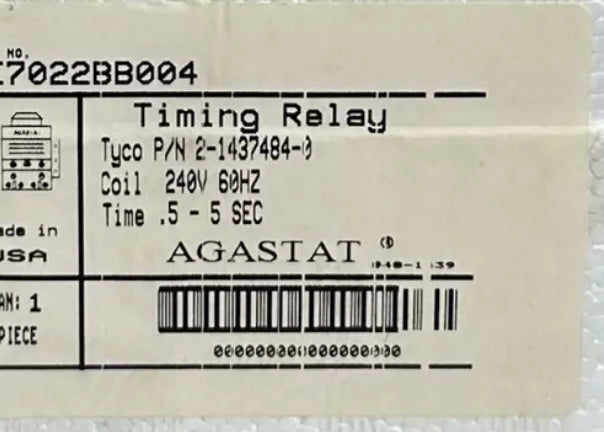 NO.
7022BB004
Timing Relay
Tyco P/N 2-1437484-0
Coil 240V 60HZ
Time .5 - 5 SEC
ade in
USA
AGASTAT
AN: 1
PIECE